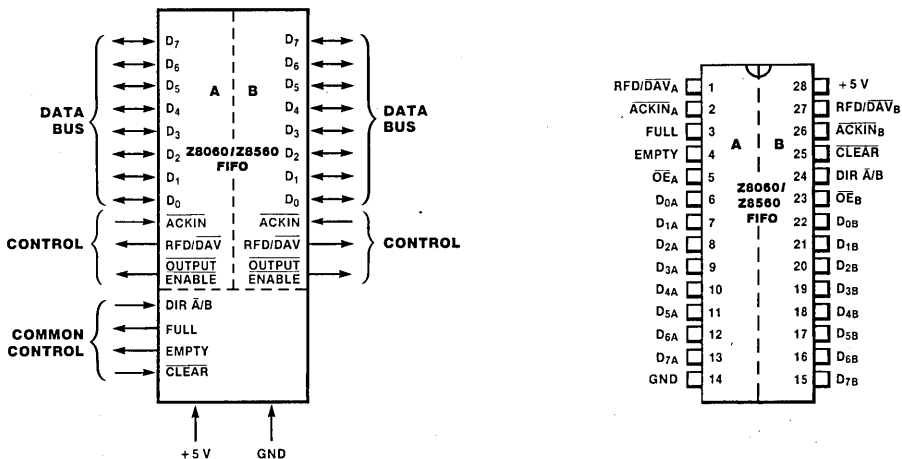 D7 D7
D6 D6
D5 D5
A B
D4 D4
DATA BUS
DATA BUS
D3 D3
D2 D2
Z8060/Z8560
FIFO
D1 D1
D0 D0
CONTROL
ACKIN ACKIN
RFD/DAV RFD/DAV
OUTPUT OUTPUT
ENABLE ENABLE
CONTROL
COMMON
CONTROL
DIR A/B
FULL
EMPTY
CLEAR
+5 V GND
RFD/DAVA 1 28 +5 V
ACKINA 2 27 RFD/DAVB
FULL 3 26 ACKINB
A B
EMPTY 4 25 CLEAR
OEA 5 24 DIR A/B
Z8060/
Z8560
FIFO
D0A 6 23 OEB
D1A 7 22 D0B
D2A 8 21 D1B
D3A 9 20 D2B
D4A 10 19 D3B
D5A 11 18 D4B
D6A 12 17 D5B
D7A 13 16 D6B
GND 14 15 D7B